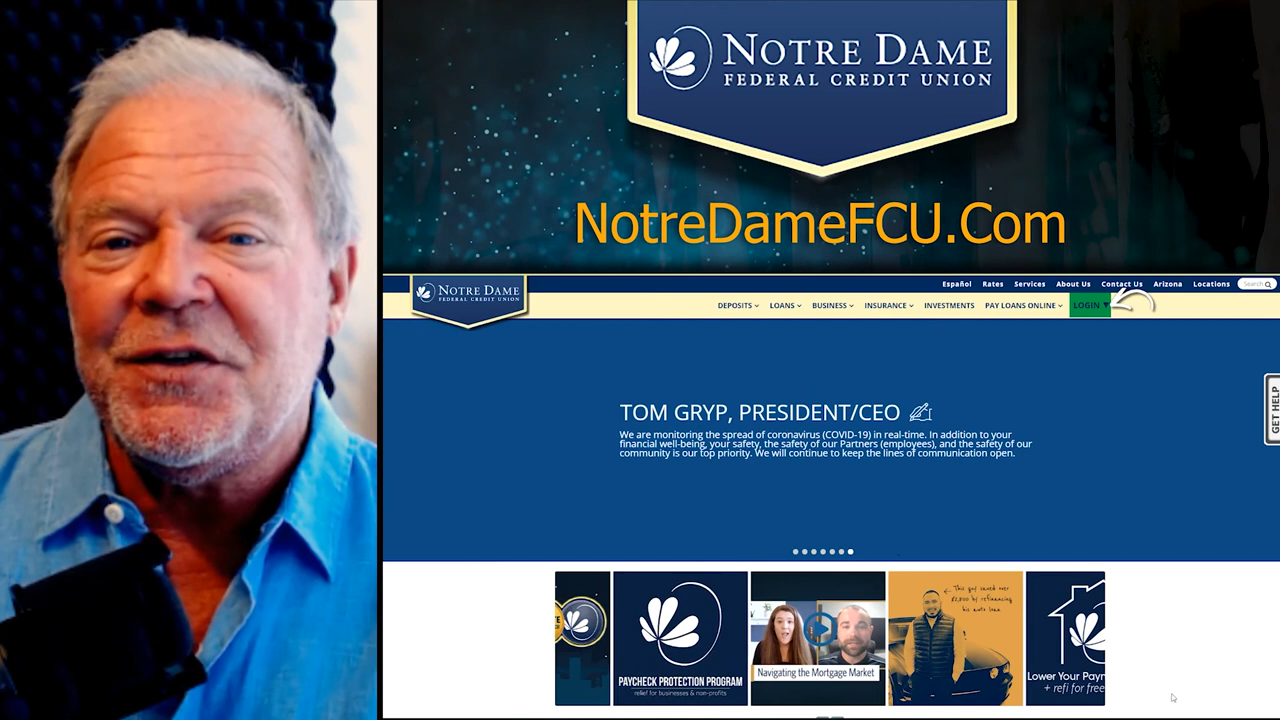 NOTRE DAME
FEDERAL CREDIT UNION
NotreDameFCU.Com
NOTRE DAME
FEDERAL CREDIT UNION
Español Rates Services About Us Contact Us Arizona Locations Search
DEPOSITS LOANS BUSINESS INSURANCE INVESTMENTS PAY LOANS ONLINE LOGIN
GET HELP
TOM GRYP, PRESIDENT/CEO
We are monitoring the spread of coronavirus (COVID-19) in real-time. In addition to your
financial well-being, your safety, the safety of our Partners (employees), and the safety of our
community is our top priority. We will continue to keep the lines of communication open.
PAYCHECK PROTECTION PROGRAM
relief for businesses & non-profits
Navigating the Mortgage Market
This guy saved over
by refinancing
his auto loan
Lower Your Payn
+ refi for free